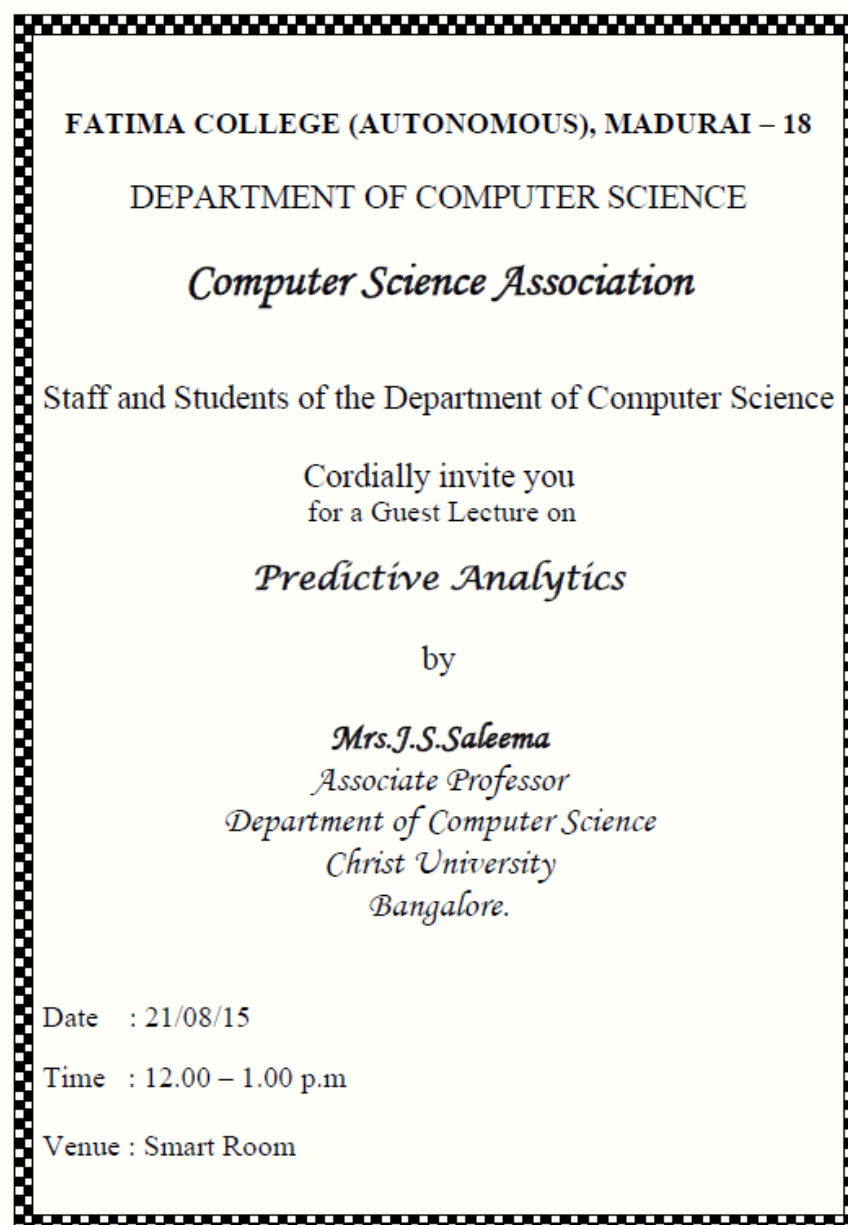 FATIMA COLLEGE (AUTONOMOUS), MADURAI – 18
DEPARTMENT OF COMPUTER SCIENCE
Computer Science Association
Staff and Students of the Department of Computer Science
Cordially invite you
for a Guest Lecture on
Predictive Analytics
by
Mrs.J.S.Saleema
Associate Professor
Department of Computer Science
Christ University
Bangalore.
Date : 21/08/15
Time : 12.00 – 1.00 p.m
Venue : Smart Room